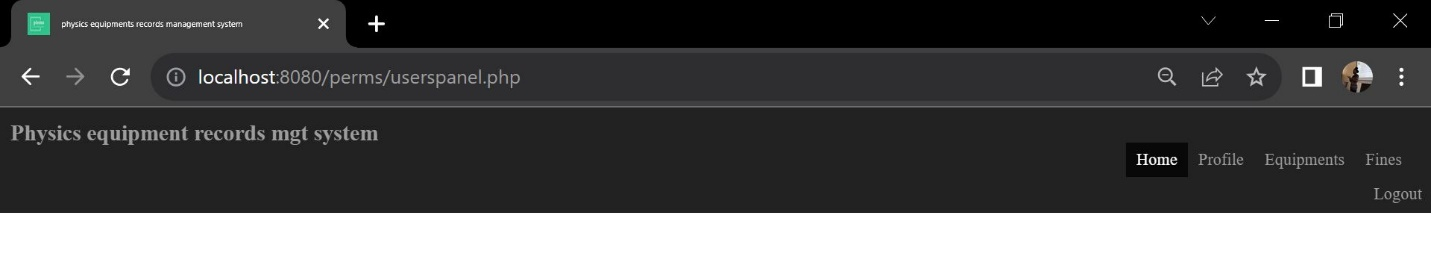 physics equipments records management system
localhost:8080/perms/userspanel.php
Physics equipment records mgt system
Home Profile Equipments Fines
Logout